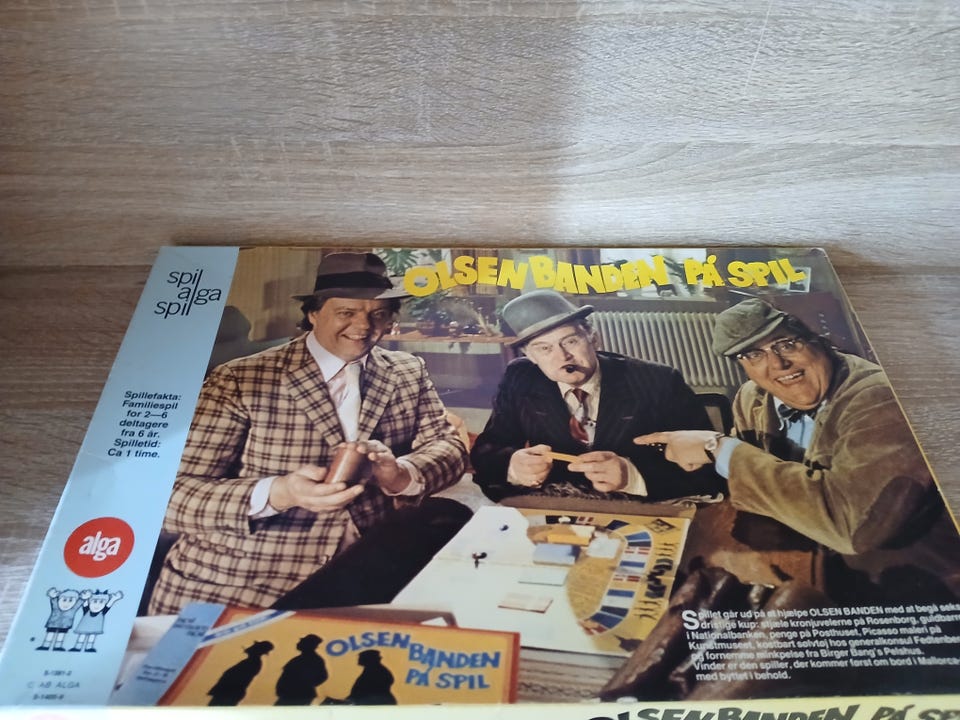 spil
alga
spil
OLSEN BANDEN PÅ SPIL
Spillefakta:
Familiespil
for 2—6
deltagere
fra 6 år.
Spilletid:
Ca 1 time.
alga
© AB ALGA
OLSEN
BANDEN
PÅ SPIL
Spillet går ud på at hjælpe OLSEN BANDEN med at begå seks
dristige kup: stjæle kronjuvelerne på Rosenborg, guldbarrer
i Nationalbanken, penge på Posthuset, Picasso maleri på
Kunstmuseet, kostbart sølvtøj hos generalkonsul Fedtenberg
og fornemme minkpelse fra Birger Bang's Pelshus.
Vinder er den spiller, der kommer først om bord i Mallorca-
med byttet i behold.
OLSEN BANDEN PÅ SP